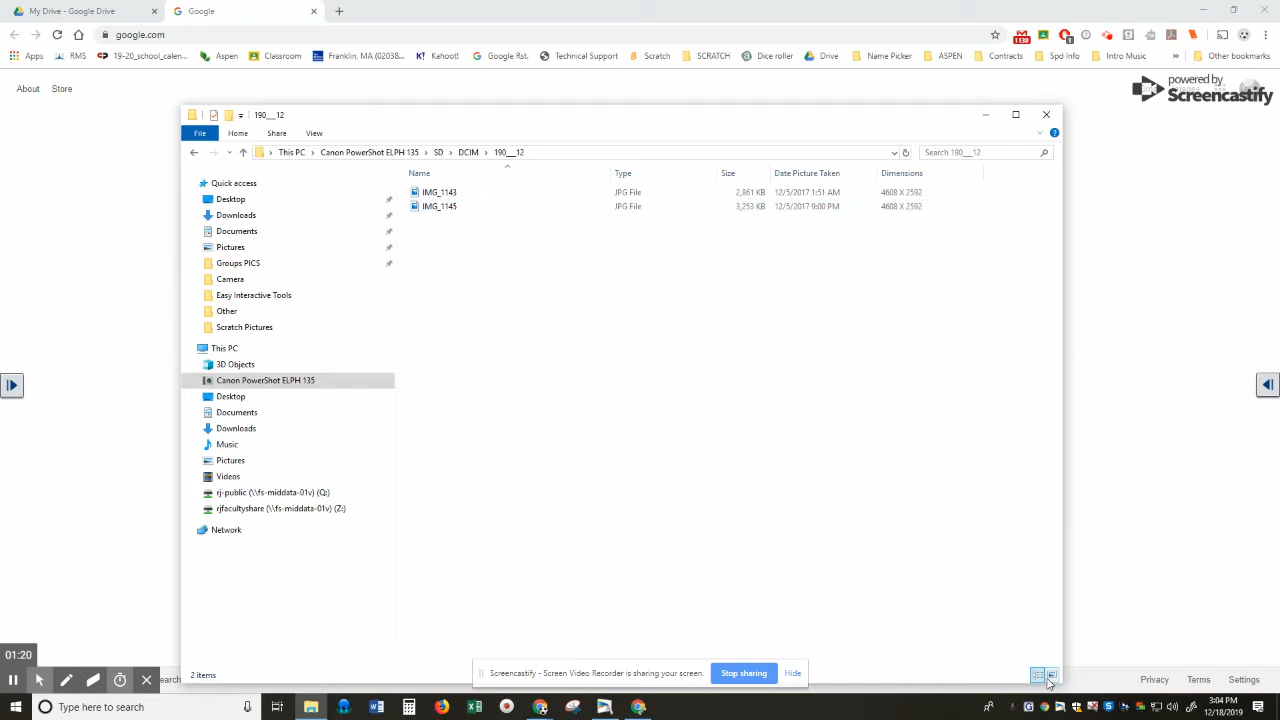 My Drive - Google Drive
Google
google.com
Apps
RMS
19-20_school_calen...
Aspen
Classroom
Franklin MA (02038...
Kahoot!
Google Rst.
Technical Support
Scratch
SCRATCH
Dice roller
Drive
Name Picker
ASPEN
Contracts
Spd Info
Intro Music
Other bookmarks
About
Store
powered by
Screencastify
190___12
File
Home
Share
View
This PC
Canon PowerShot ELPH 135
SD
DCIM
190___12
Search 190___12
Name
Type
Size
Date Picture Taken
Dimensions
IMG_1143
JPG File
2,861 KB
12/5/2017 1:51 AM
4608 X 2592
IMG_1145
JPG File
3,253 KB
12/5/2017 9:00 PM
4608 X 2592
Quick access
Desktop
Downloads
Documents
Pictures
Groups PICS
Camera
Easy Interactive Tools
Other
Scratch Pictures
This PC
3D Objects
Canon PowerShot ELPH 135
Desktop
Documents
Downloads
Music
Pictures
Videos
rj-public (\\fs-middata-01v) (Q:)
rjfacultyshare (\\fs-middata-01v) (Z:)
Network
2 items
Screencastify - Screen Video Recorder is sharing your screen.
Stop sharing
Hide
01:20
Privacy
Terms
Settings
Type here to search
3:04 PM
12/18/2019